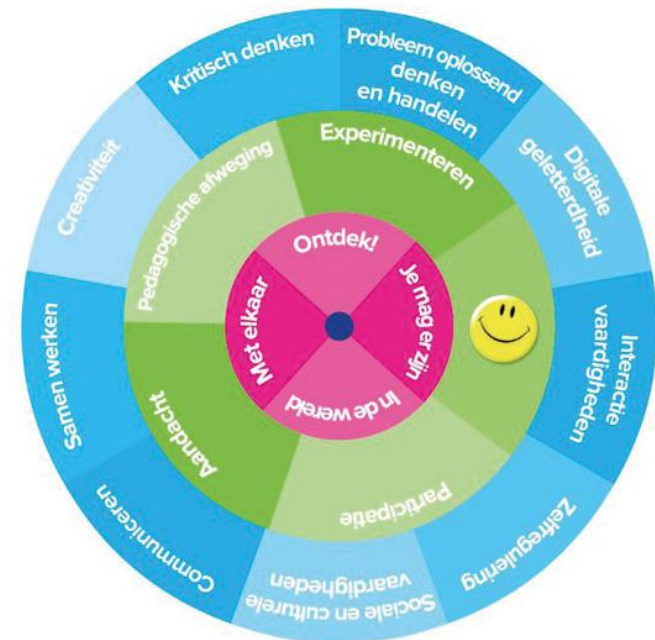 Kritisch denken
Probleem oplossend
denken
en handelen
Digitale
geletterdheid
Interactie
vaardigheden
Zelfregulering
Sociale en culturele
vaardigheden
Communiceren
Samen werken
Creativiteit
Experimenteren
Participatie
Aandacht
Pedagogische afweging
Ontdek!
Je mag er zijn
In de wereld
Met elkaar